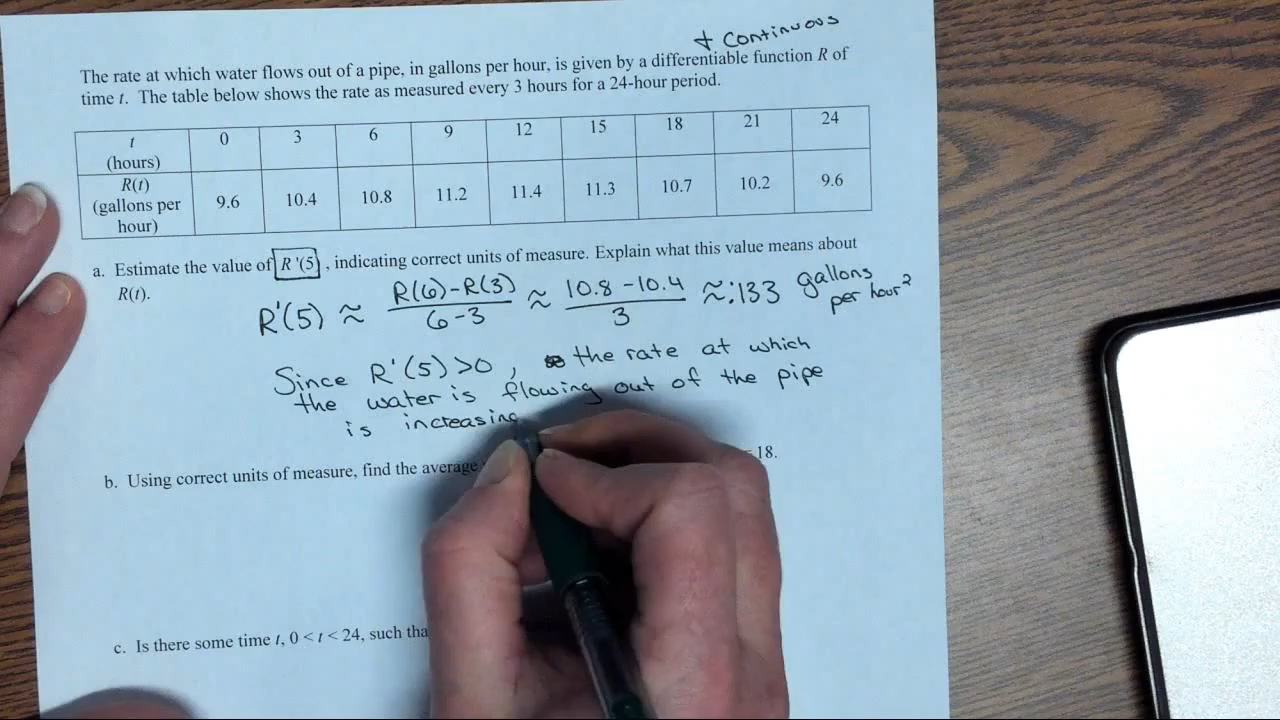 + continuous
The rate at which water flows out of a pipe, in gallons per hour, is given by a differentiable function R of
time t. The table below shows the rate as measured every 3 hours for a 24-hour period.
t (hours) 0 3 6 9 12 15 18 21 24
R(t) (gallons per hour) 9.6 10.4 10.8 11.2 11.4 11.3 10.7 10.2 9.6
a. Estimate the value of R '(5) , indicating correct units of measure. Explain what this value means about
R(t).
R'(5) ≈ R(6)-R(3) / 6-3 ≈ 10.8-10.4 / 3 ≈ .133 gallons per hour²
Since R'(5)>0, the rate at which
the water is flowing out of the pipe
is increasing
b. Using correct units of measure, find the average
18.
c. Is there some time t, 0 < t < 24, such tha